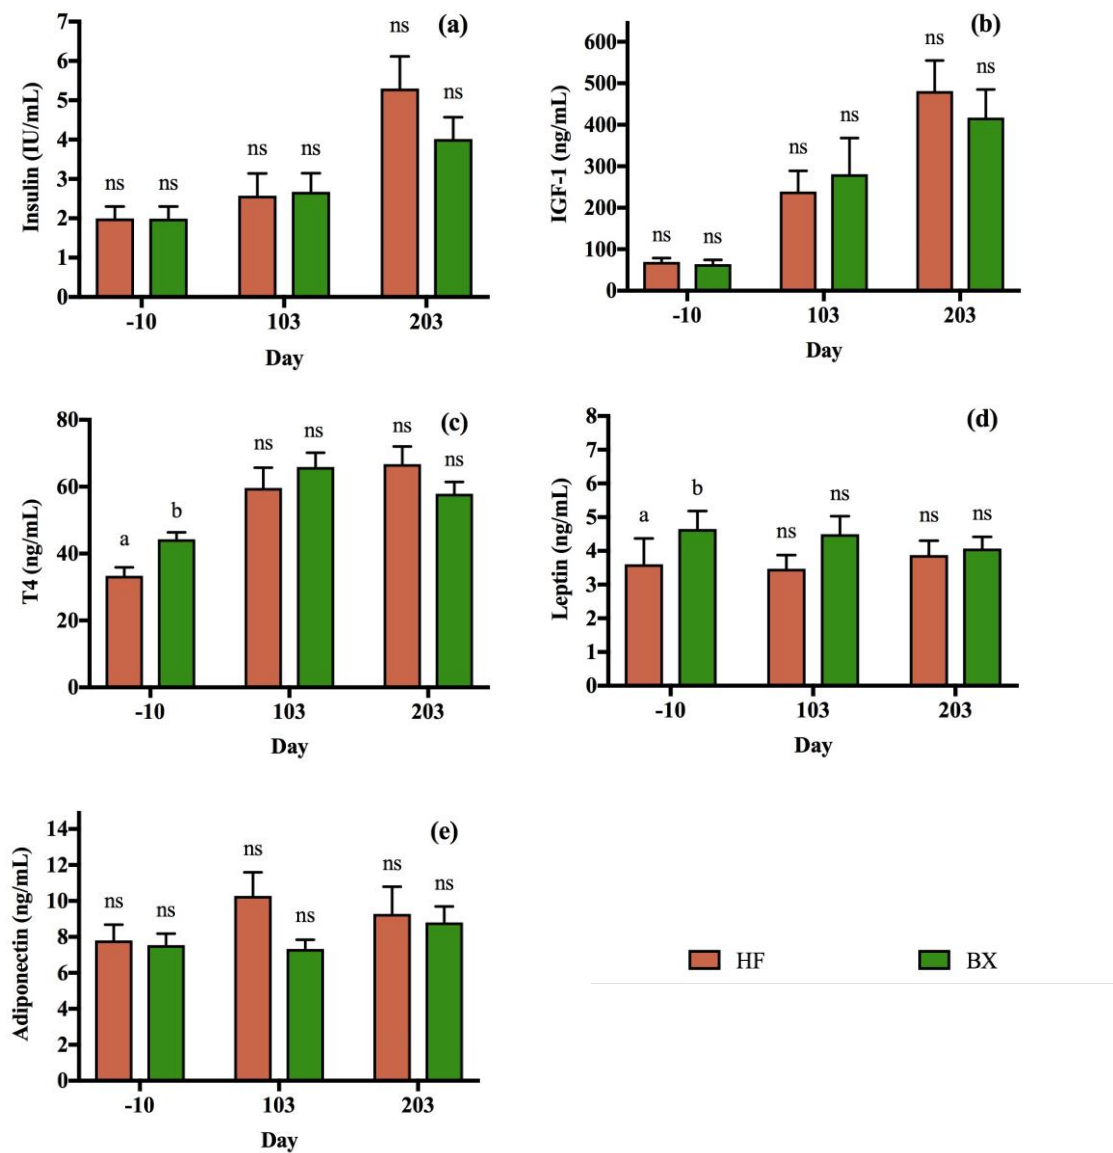 (a)
Insulin (IU/mL)
7
6
5
4
3
2
1
0
ns
ns
ns
ns
ns
ns
-10
103
203
Day
(b)
IGF-1 (ng/mL)
600
500
400
300
200
100
0
ns
ns
ns
ns
ns
ns
-10
103
203
Day
(c)
T4 (ng/mL)
80
60
40
20
0
a
b
ns
ns
ns
ns
-10
103
203
Day
(d)
Leptin (ng/mL)
8
7
6
5
4
3
2
1
0
a
b
ns
ns
ns
ns
-10
103
203
Day
(e)
Adiponectin (ng/mL)
14
12
10
8
6
4
2
0
ns
ns
ns
ns
ns
ns
-10
103
203
Day
HF
BX